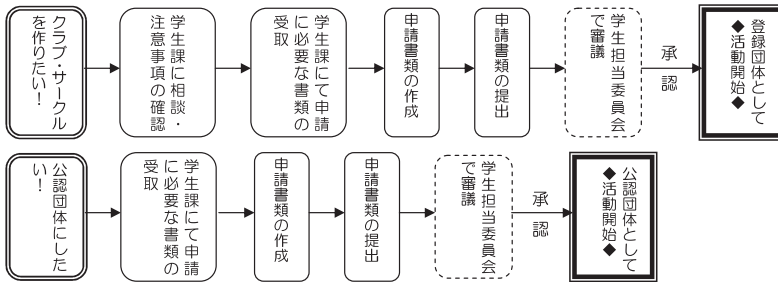 クラブ・サークル
を作りたい！
学生課に相談・
注意事項の確認
学生課にて申請
に必要な書類の
受取
申請書類の作成
申請書類の提出
学生担当委員会
で審議
承認
登録団体として
◆活動開始◆
公認団体にした
い！
学生課にて申請
に必要な書類の
受取
申請書類の作成
申請書類の提出
学生担当委員会
で審議
承認
公認団体として
◆活動開始◆